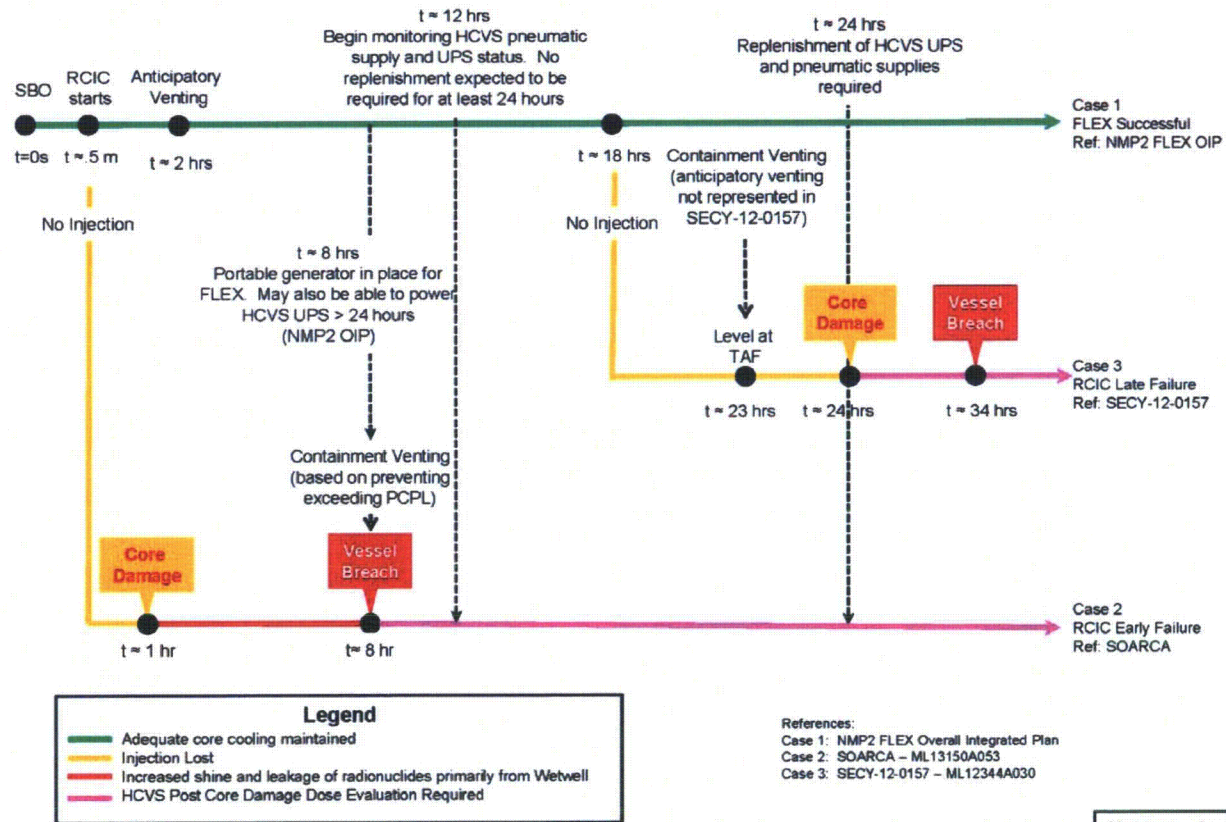 t ≈ 12 hrs
Begin monitoring HCVS pneumatic
supply and UPS status. No
replenishment expected to be
required for at least 24 hours
t ≈ 24 hrs
Replenishment of HCVS UPS
and pneumatic supplies
required
SBO
RCIC
starts
Anticipatory
Venting
t=0s
t ≈ .5 m
t ≈ 2 hrs
t ≈ 18 hrs
Case 1
FLEX Successful
Ref: NMP2 FLEX OIP
No Injection
t ≈ 8 hrs
Portable generator in place for
FLEX. May also be able to power
HCVS UPS > 24 hours
(NMP2 OIP)
No Injection
Containment Venting
(anticipatory venting
not represented in
SECY-12-0157)
Level at
TAF
Core
Damage
Vessel
Breach
t ≈ 23 hrs
t ≈ 24 hrs
t ≈ 34 hrs
Case 3
RCIC Late Failure
Ref: SECY-12-0157
Containment Venting
(based on preventing
exceeding PCPL)
Core
Damage
Vessel
Breach
t ≈ 1 hr
t≈ 8 hr
Case 2
RCIC Early Failure
Ref: SOARCA
Legend
Adequate core cooling maintained
Injection Lost
Increased shine and leakage of radionuclides primarily from Wetwell
HCVS Post Core Damage Dose Evaluation Required
References:
Case 1: NMP2 FLEX Overall Integrated Plan
Case 2: SOARCA – ML13150A053
Case 3: SECY-12-0157 – ML12344A030